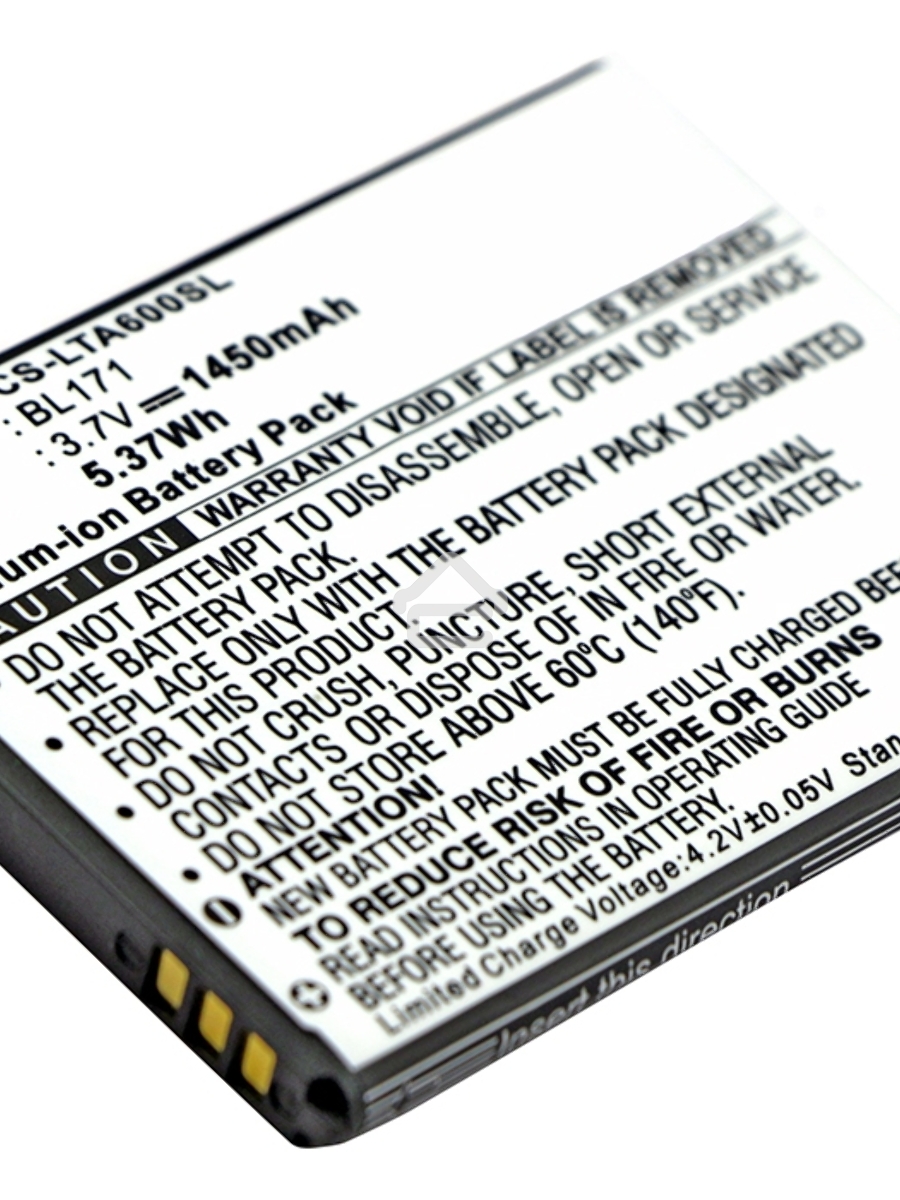 CS-LTA600SL
: BL171
: 3.7V ⎓ 1450mAh
5.37Wh
ium-ion Battery Pack
AUTION WARRANTY VOID IF LABEL IS REMOVED
DO NOT ATTEMPT TO DISASSEMBLE, OPEN OR SERVICE
THE BATTERY PACK.
• REPLACE ONLY WITH THE BATTERY PACK DESIGNATED
FOR THIS PRODUCT.
• DO NOT CRUSH, PUNCTURE, SHORT EXTERNAL
CONTACTS OR DISPOSE OF IN FIRE OR WATER.
• DO NOT STORE ABOVE 60ºC (140ºF).
ATTENTION!
NEW BATTERY PACK MUST BE FULLY CHARGED BEF
TO REDUCE RISK OF FIRE OR BURNS
READ INSTRUCTIONS IN OPERATING GUIDE
BEFORE USING THE BATTERY.
Limited Charge Voltage:4.2V±0.05V Stan
Insert this direction